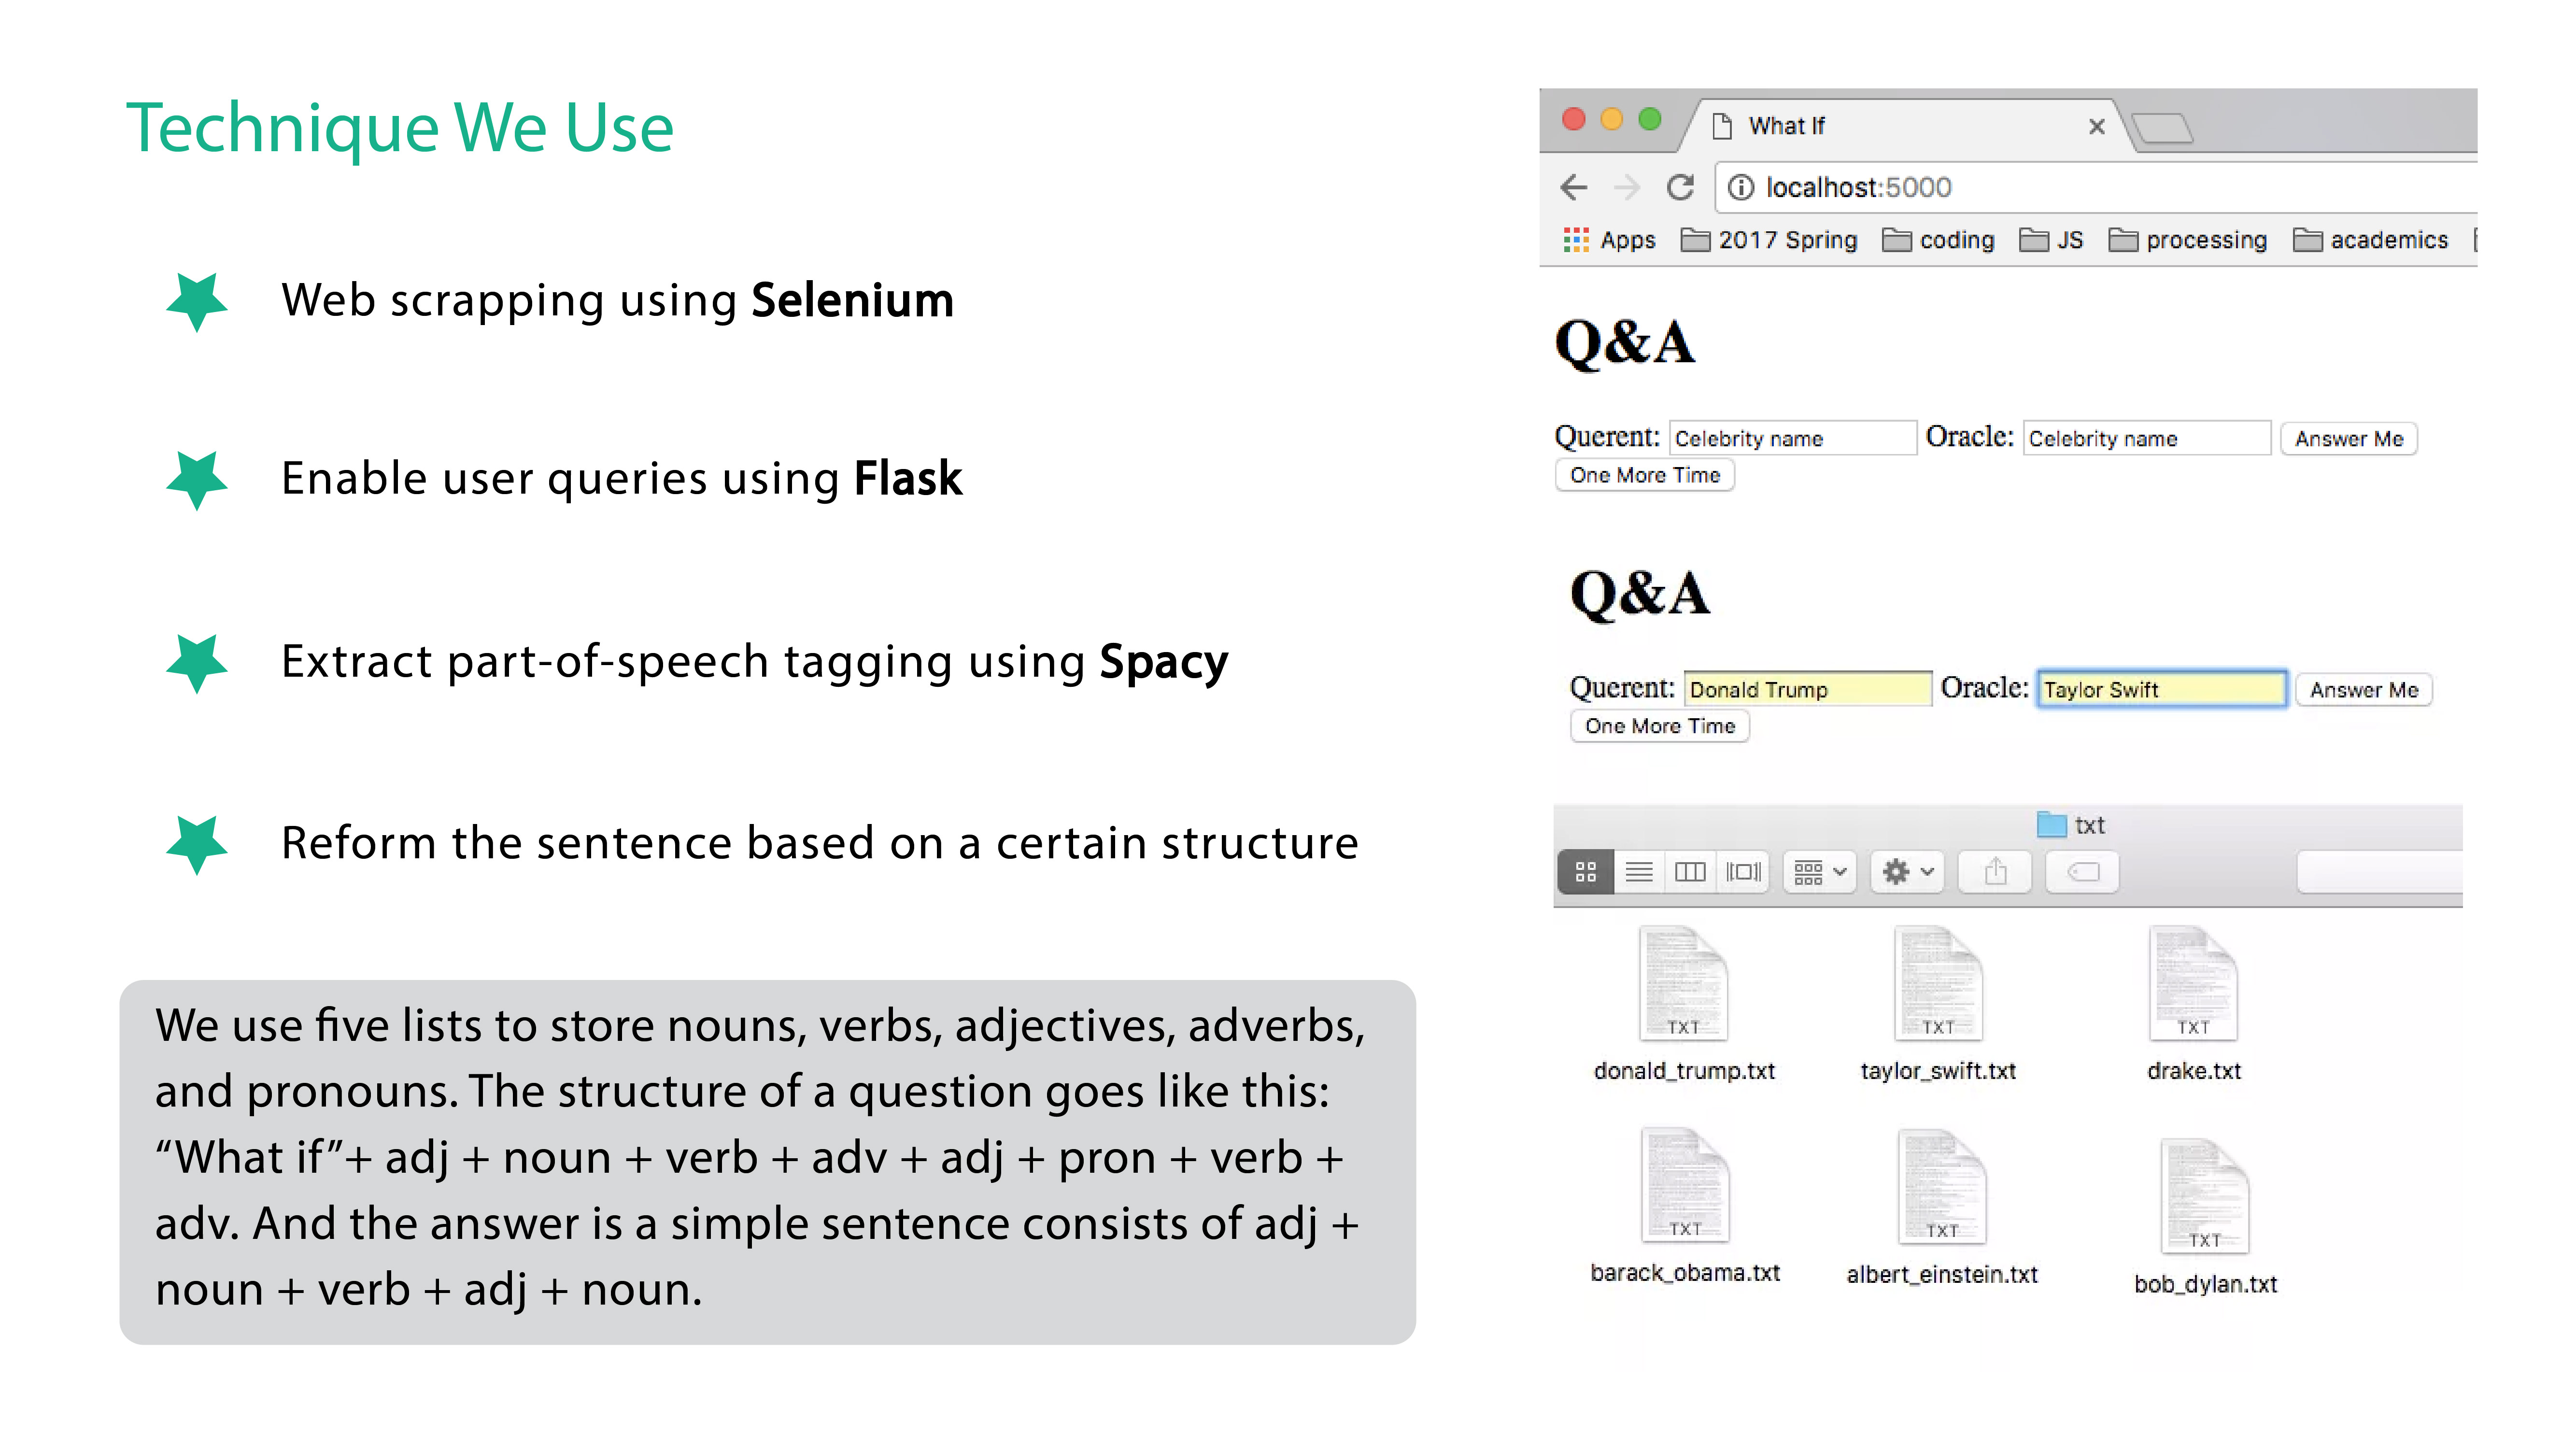 Technique We Use
Web scrapping using Selenium
Enable user queries using Flask
Extract part-of-speech tagging using Spacy
Reform the sentence based on a certain structure
We use five lists to store nouns, verbs, adjectives, adverbs,
and pronouns. The structure of a question goes like this:
“What if”+ adj + noun + verb + adv + adj + pron + verb +
adv. And the answer is a simple sentence consists of adj +
noun + verb + adj + noun.
What If
localhost:5000
Apps 2017 Spring coding JS processing academics
Q&A
Querent: Celebrity name Oracle: Celebrity name Answer Me
One More Time
Q&A
Querent: Donald Trump Oracle: Taylor Swift Answer Me
One More Time
txt
TXT TXT TXT
donald_trump.txt taylor_swift.txt drake.txt
TXT TXT TXT
barack_obama.txt albert_einstein.txt bob_dylan.txt